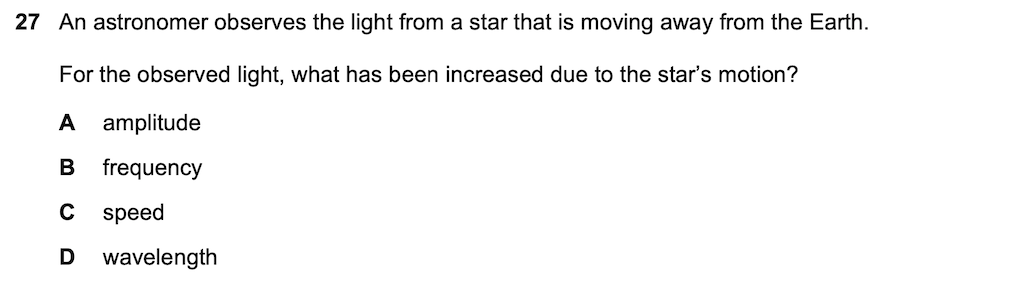 27 An astronomer observes the light from a star that is moving away from the Earth.
For the observed light, what has been increased due to the star’s motion?
A amplitude
B frequency
C speed
D wavelength